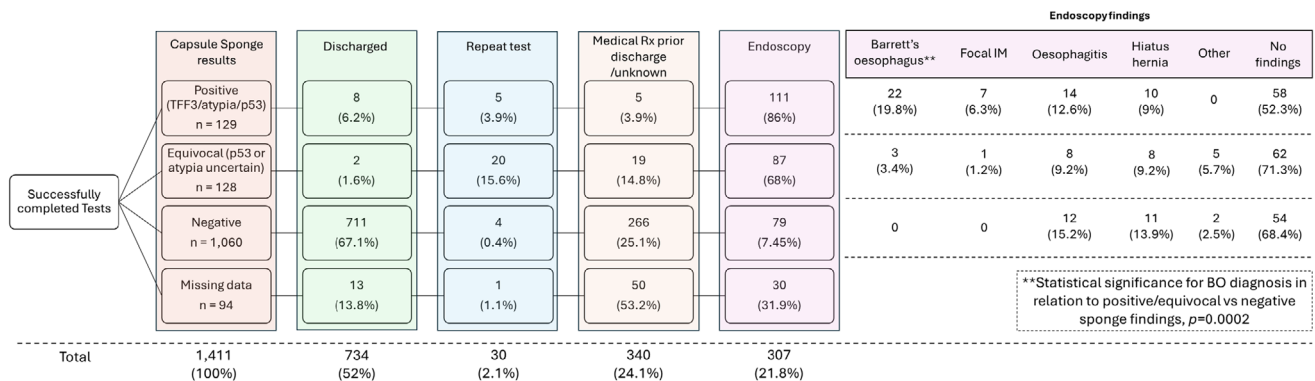 Endoscopy findings
Capsule Sponge
results
Discharged
Repeat test
Medical Rx prior
discharge
/unknown
Endoscopy
Barrett's
oesophagus**
Focal IM
Oesophagitis
Hiatus
hernia
Other
No
findings
Positive
(TFF3/atypia/p53)
n = 129
8
(6.2%)
5
(3.9%)
5
(3.9%)
111
(86%)
22
(19.8%)
7
(6.3%)
14
(12.6%)
10
(9%)
0
58
(52.3%)
Equivocal (p53 or
atypia uncertain)
n = 128
2
(1.6%)
20
(15.6%)
19
(14.8%)
87
(68%)
3
(3.4%)
1
(1.2%)
8
(9.2%)
8
(9.2%)
5
(5.7%)
62
(71.3%)
Successfully
completed Tests
Negative
n = 1,060
711
(67.1%)
4
(0.4%)
266
(25.1%)
79
(7.45%)
0
0
12
(15.2%)
11
(13.9%)
2
(2.5%)
54
(68.4%)
Missing data
n = 94
13
(13.8%)
1
(1.1%)
50
(53.2%)
30
(31.9%)
**Statistical significance for BO diagnosis in
relation to positive/equivocal vs negative
sponge findings, p=0.0002
Total
1,411
(100%)
734
(52%)
30
(2.1%)
340
(24.1%)
307
(21.8%)